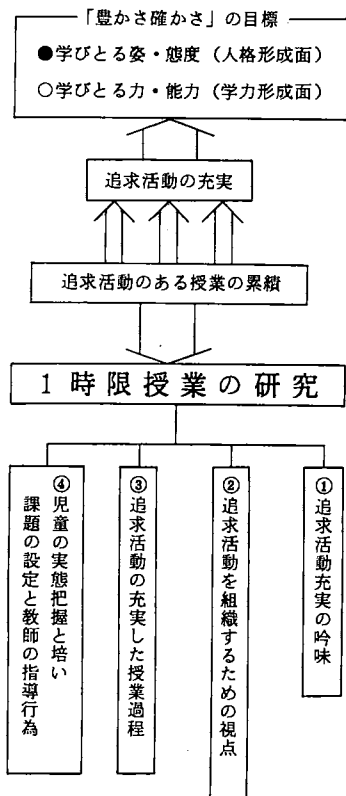 「豊かさ確かさ」の目標
●学びとる姿・態度（人格形成面）
○学びとる力・能力（学力形成面）
追求活動の充実
追求活動のある授業の累績
1時限授業の研究
①追求活動充実の吟味
②追求活動を組織するための視点
③追求活動の充実した授業過程
④児童の実態把握と培い
課題の設定と教師の指導行為